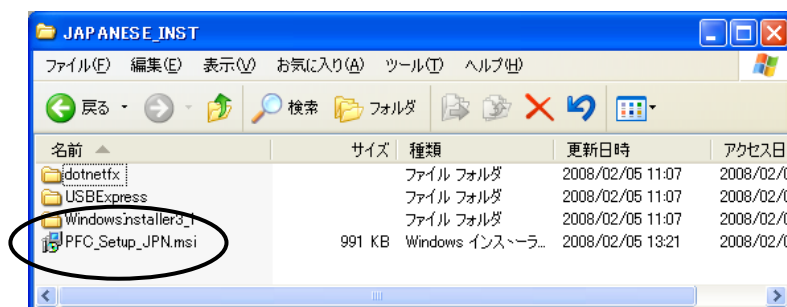 JAPANESE_INST
ファイル(F) 編集(E) 表示(V) お気に入り(A) ツール(T) ヘルプ(H)
戻る 検索 フォルダ
名前 サイズ 種類 更新日時 アクセス日
dotnetfx ファイル フォルダ 2008/02/05 11:07 2008/02/0
USBExpress ファイル フォルダ 2008/02/05 11:07 2008/02/0
WindowsInstaller3_1 ファイル フォルダ 2008/02/05 11:07 2008/02/0
PFC_Setup_JPN.msi 991 KB Windows インストーラ... 2008/02/05 13:21 2008/02/0